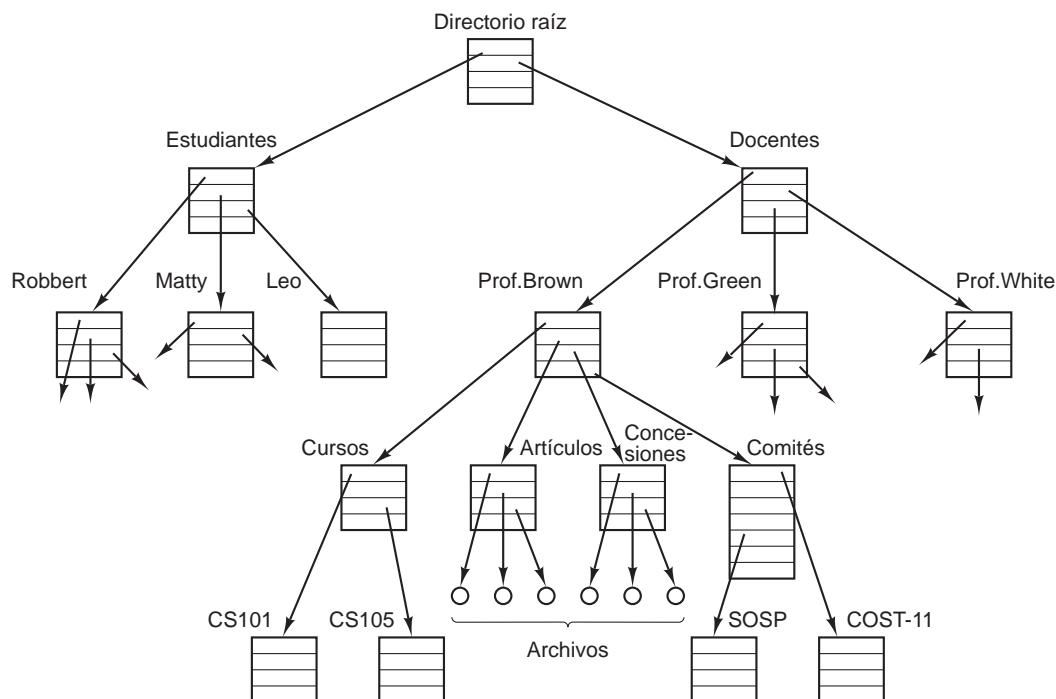 Directorio raíz
Estudiantes
Docentes
Robbert
Matty
Leo
Prof.Brown
Prof.Green
Prof.White
Cursos
Artículos
Conce-
siones
Comités
CS101
CS105
SOSP
COST-11
Archivos